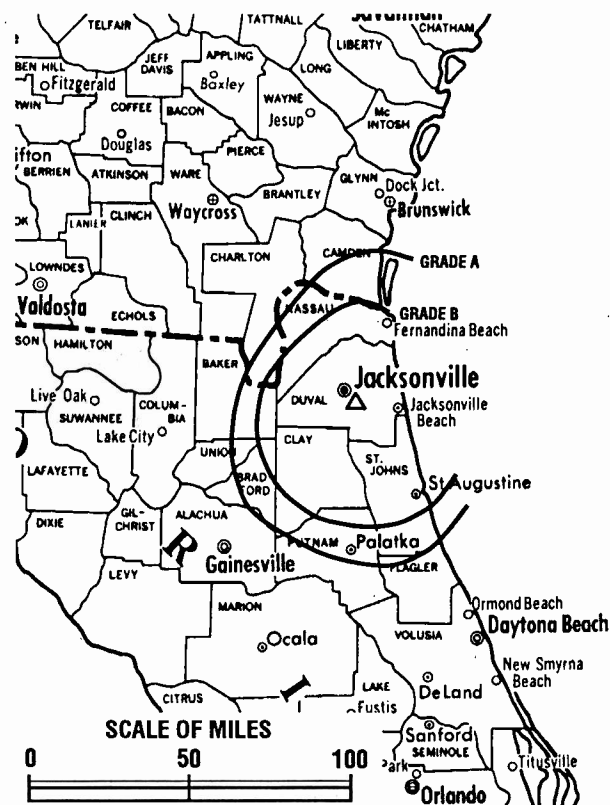 TATTNALL
Savannah
CHATHAM
TELFAIR
LIBERTY
JEFF
DAVIS
APPLING
LONG
BEN HILL
Fitzgerald
Baxley
WAYNE
Jesup
Mc
INTOSH
COFFEE
BACON
Douglas
PIERCE
BERRIEN
ATKINSON
WARE
GLYNN
Dock Jct.
Brunswick
BRANTLEY
Waycross
CLINCH
LANIER
CHARLTON
CAMDEN
GRADE A
LOWNDES
Valdosta
ECHOLS
NASSAU
GRADE B
Fernandina Beach
HAMILTON
BAKER
Jacksonville
DUVAL
Jacksonville
Beach
Live Oak
SUWANNEE
COLUM-
BIA
Lake City
UNION
CLAY
ST.
JOHNS
LAFAYETTE
BRAD
FORD
St Augustine
DIXIE
GIL-
CHRIST
ALACHUA
R
Gainesville
PUTNAM
Palatka
FLAGLER
LEVY
MARION
Ocala
Ormond Beach
Daytona Beach
VOLUSIA
New Smyrna
Beach
DeLand
LAKE
Eustis
CITRUS
I
SCALE OF MILES
0 50 100
Sanford
SEMINOLE
Park
Titusville
Orlando